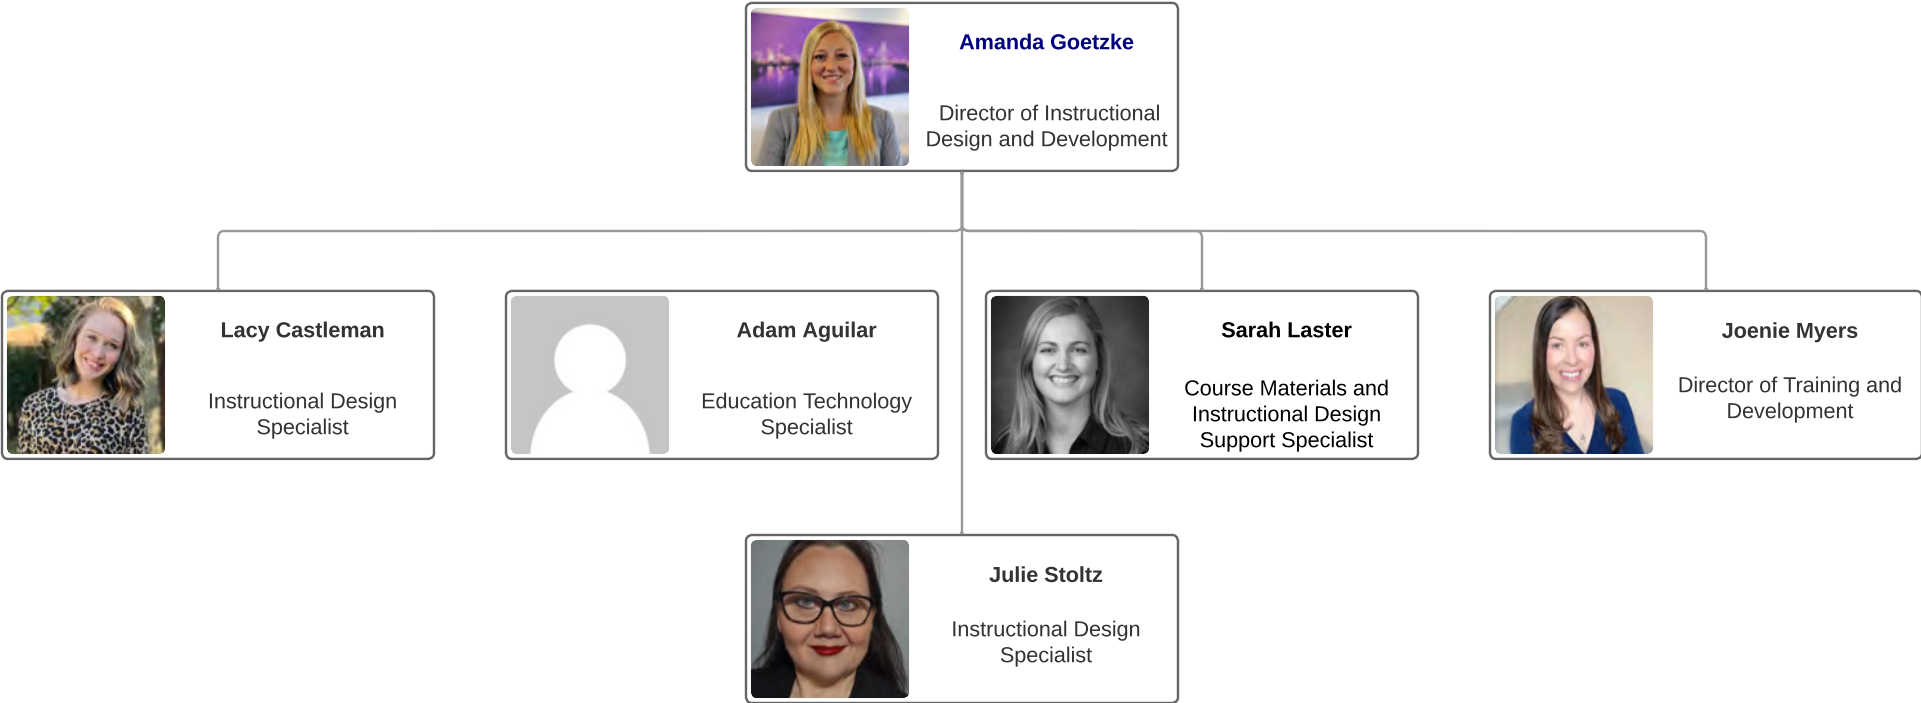 Amanda Goetzke
Director of Instructional
Design and Development
Lacy Castleman
Instructional Design
Specialist
Adam Aguilar
Education Technology
Specialist
Sarah Laster
Course Materials and
Instructional Design
Support Specialist
Joenie Myers
Director of Training and
Development
Julie Stoltz
Instructional Design
Specialist